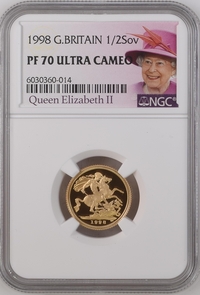 1998 G.BRITAIN 1/2Sov
PF 70 ULTRA CAMEO
6030360-014
NGC
Queen Elizabeth II
1998